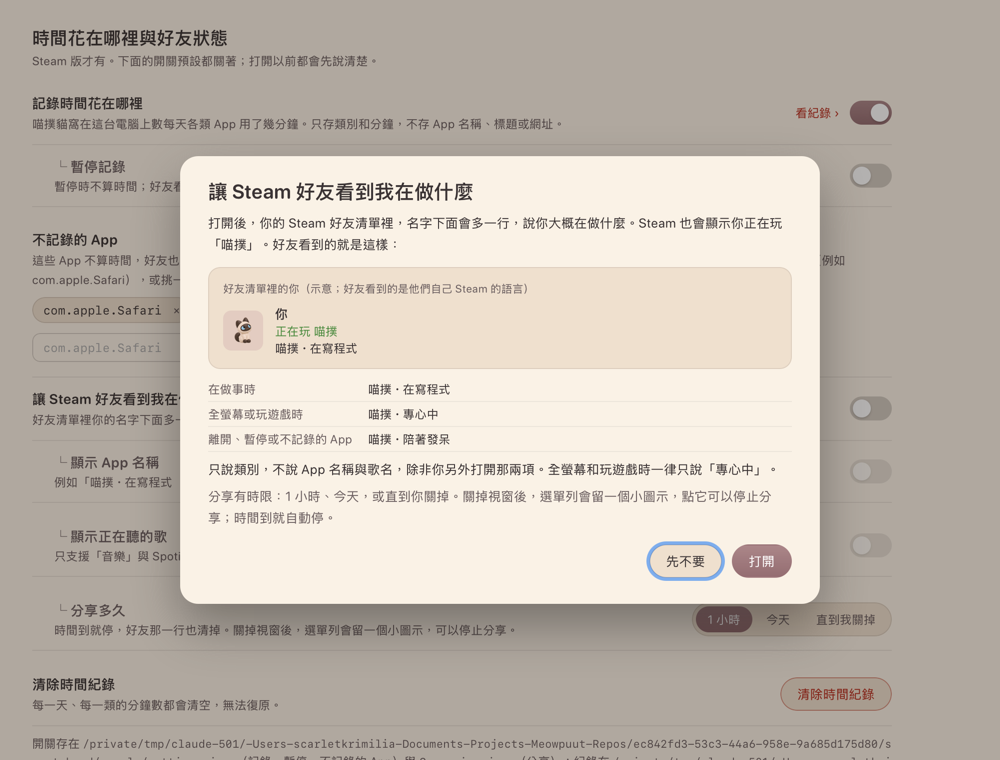 時間花在哪裡與好友狀態
Steam 版才有。下面的開關預設都關著；打開以前都會先說清楚。
記錄時間花在哪裡
喵撲貓窩在這台電腦上數每天各類 App 用了幾分鐘。只存類別和分鐘，不存 App 名稱、標題或網址。
看紀錄 ›
└ 暫停記錄
暫停時不算時間；好友看
不記錄的 App
這些 App 不算時間，好友也
例如
com.apple.Safari），或挑一
com.apple.Safari ×
com.apple.Safari
讓 Steam 好友看到我在做什麼
打開後，你的 Steam 好友清單裡，名字下面會多一行，說你大概在做什麼。Steam 也會顯示你正在玩
「喵撲」。好友看到的就是這樣：
好友清單裡的你（示意；好友看到的是他們自己 Steam 的語言）
你
正在玩 喵撲
喵撲・在寫程式
在做事時 喵撲・在寫程式
全螢幕或玩遊戲時 喵撲・專心中
離開、暫停或不記錄的 App 喵撲・陪著發呆
只說類別，不說 App 名稱與歌名，除非你另外打開那兩項。全螢幕和玩遊戲時一律只說「專心中」。
分享有時限：1 小時、今天，或直到你關掉。關掉視窗後，選單列會留一個小圖示，點它可以停止分
享；時間到就自動停。
先不要
打開
讓 Steam 好友看到我在
好友清單裡你的名字下面多一
└ 顯示 App 名稱
例如「喵撲・在寫程式
└ 顯示正在聽的歌
只支援「音樂」與 Spoti
└ 分享多久
時間到就停，好友那一行也清掉。關掉視窗後，選單列會留一個小圖示，可以停止分享。
1 小時 今天 直到我關掉
清除時間紀錄
每一天、每一類的分鐘數都會清空，無法復原。
清除時間紀錄
開關存在 /private/tmp/claude-501/-Users-scarletkrimilia-Documents-Projects-Meowpuut-Repos/ec842fd3-53c3-44a6-958e-9a685d175d80/s